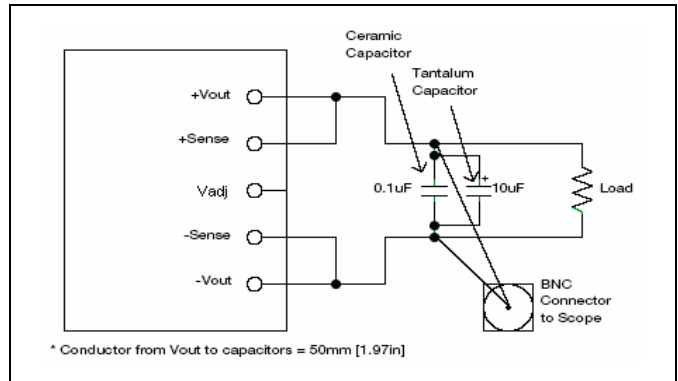 Ceramic
Capacitor
Tantalum
Capacitor
+Vout
+Sense
Vadj
0.1uF
+
10uF
Load
-Sense
-Vout
BNC
Connector
to Scope
* Conductor from Vout to capacitors = 50mm [1.97in]